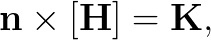 n × [H] = K,